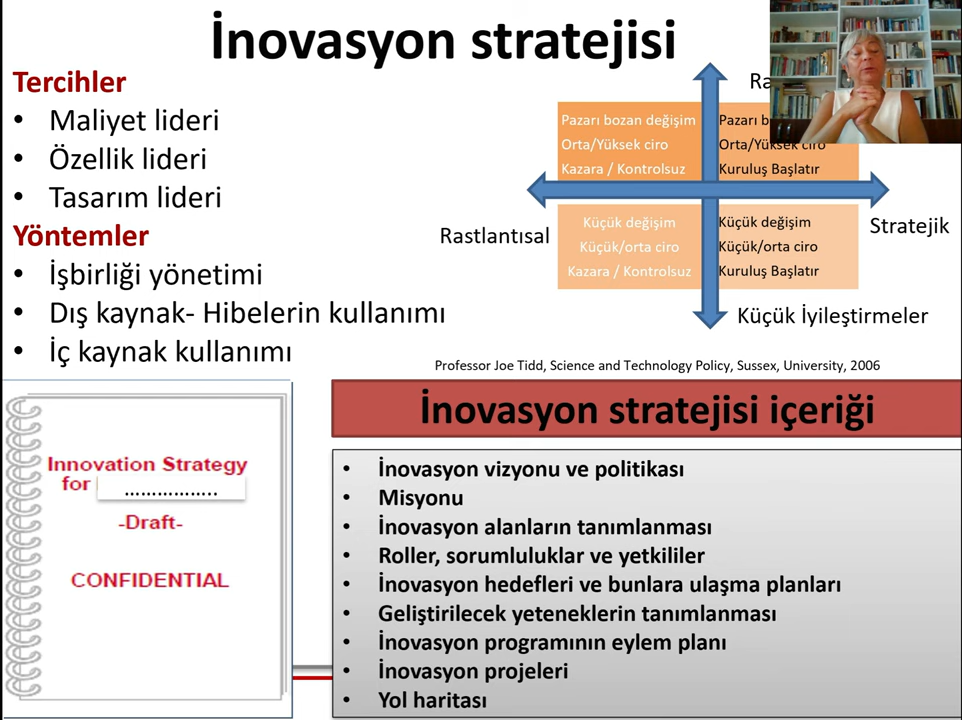 İnovasyon stratejisi
Tercihler
• Maliyet lideri
• Özellik lideri
• Tasarım lideri
Yöntemler
• İşbirliği yönetimi
• Dış kaynak- Hibelerin kullanımı
• İç kaynak kullanımı
Pazarı bozan değişim
Orta/Yüksek ciro
Kazara / Kontrolsuz
Pazarı
Orta/Yüksek ciro
Kuruluş Başlatır
Rastlantısal
Stratejik
Küçük değişim
Küçük/orta ciro
Kazara / Kontrolsuz
Küçük değişim
Küçük/orta ciro
Kuruluş Başlatır
Küçük İyileştirmeler
Professor Joe Tidd, Science and Technology Policy, Sussex, University, 2006
Innovation Strategy
for ……………..
-Draft-
CONFIDENTIAL
İnovasyon stratejisi içeriği
• İnovasyon vizyonu ve politikası
• Misyonu
• İnovasyon alanların tanımlanması
• Roller, sorumluluklar ve yetkililer
• İnovasyon hedefleri ve bunlara ulaşma planları
• Geliştirilecek yeteneklerin tanımlanması
• İnovasyon programının eylem planı
• İnovasyon projeleri
• Yol haritası